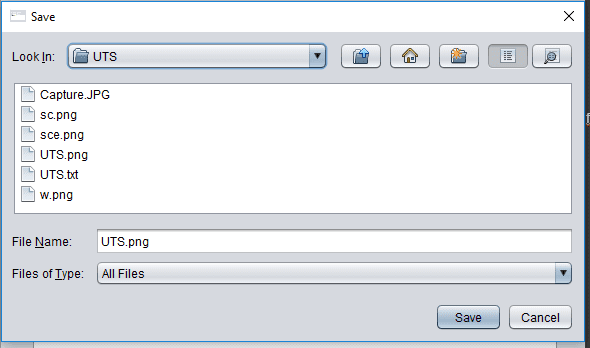 Save
Look In: UTS
Capture.JPG
sc.png
sce.png
UTS.png
UTS.txt
w.png
File Name: UTS.png
Files of Type: All Files
Save Cancel